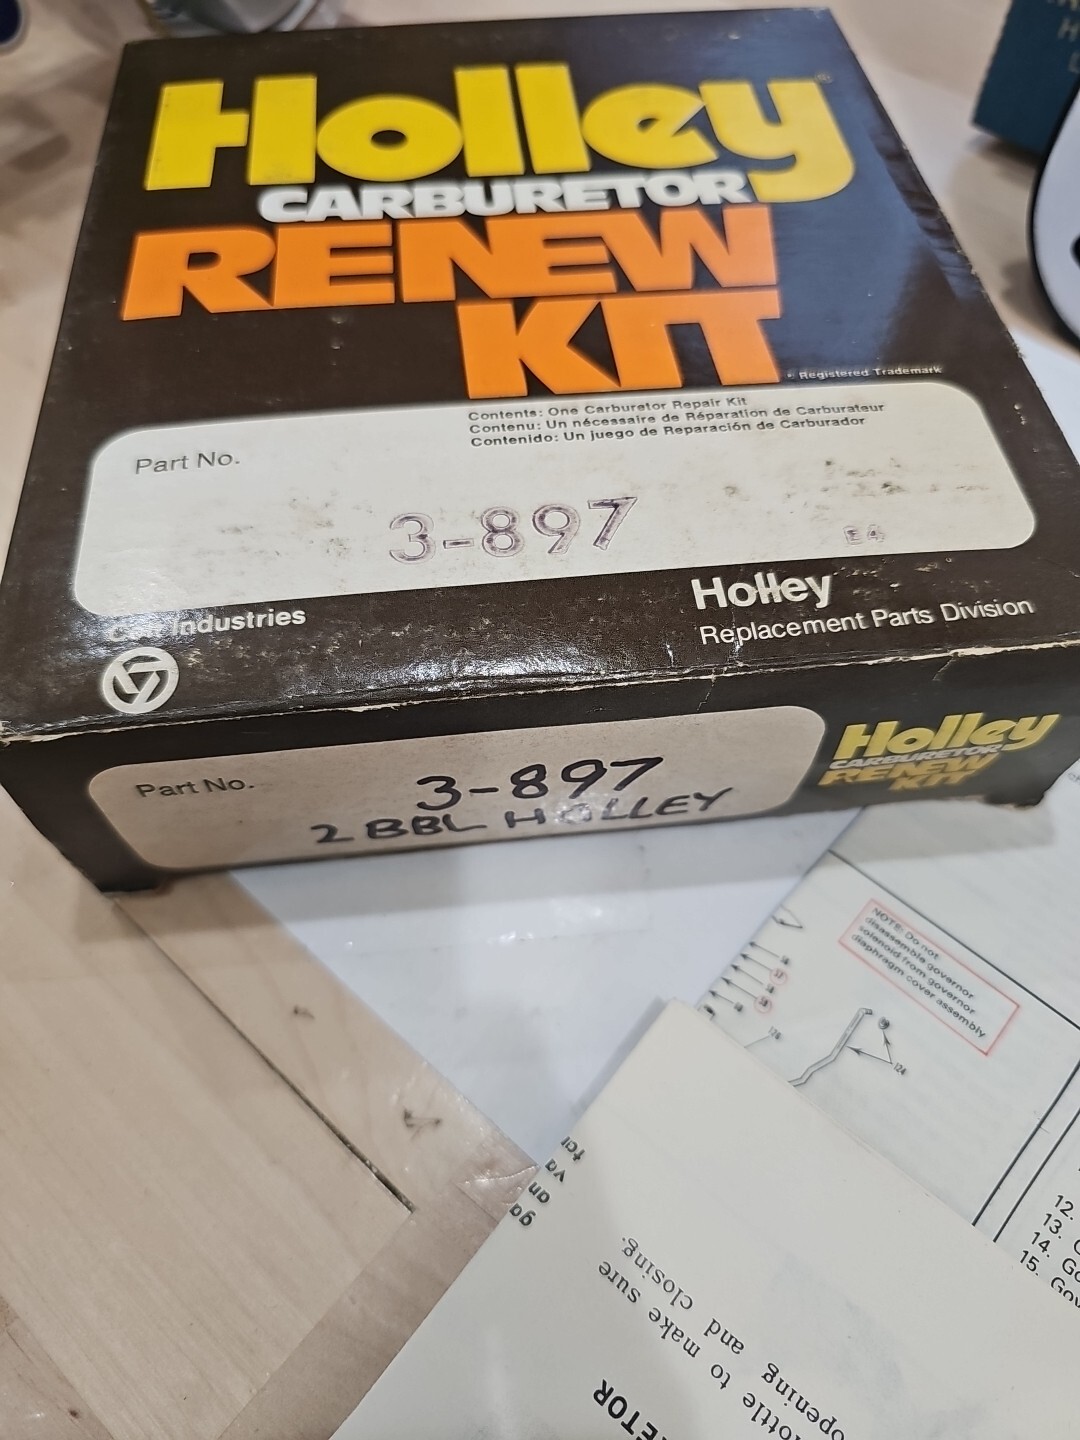 Holley®
CARBURETOR
RENEW
KIT
Registered Trademark
Contents: One Carburetor Repair Kit
Contenu: Un nécessaire de Réparation de Carburateur
Contenido: Un juego de Reparación de Carburador
Part No.
3-897
E4
Industries
Holley
Replacement Parts Division
Part No.
3-897
2 BBL HOLLEY
Holley
CARBURETOR
RENEW
KIT
NOTE: Do not
disassemble governor
solenoid from governor
diaphragm cover assembly
126
124
12.
13.
14.
15.
to make sure
opening and closing.